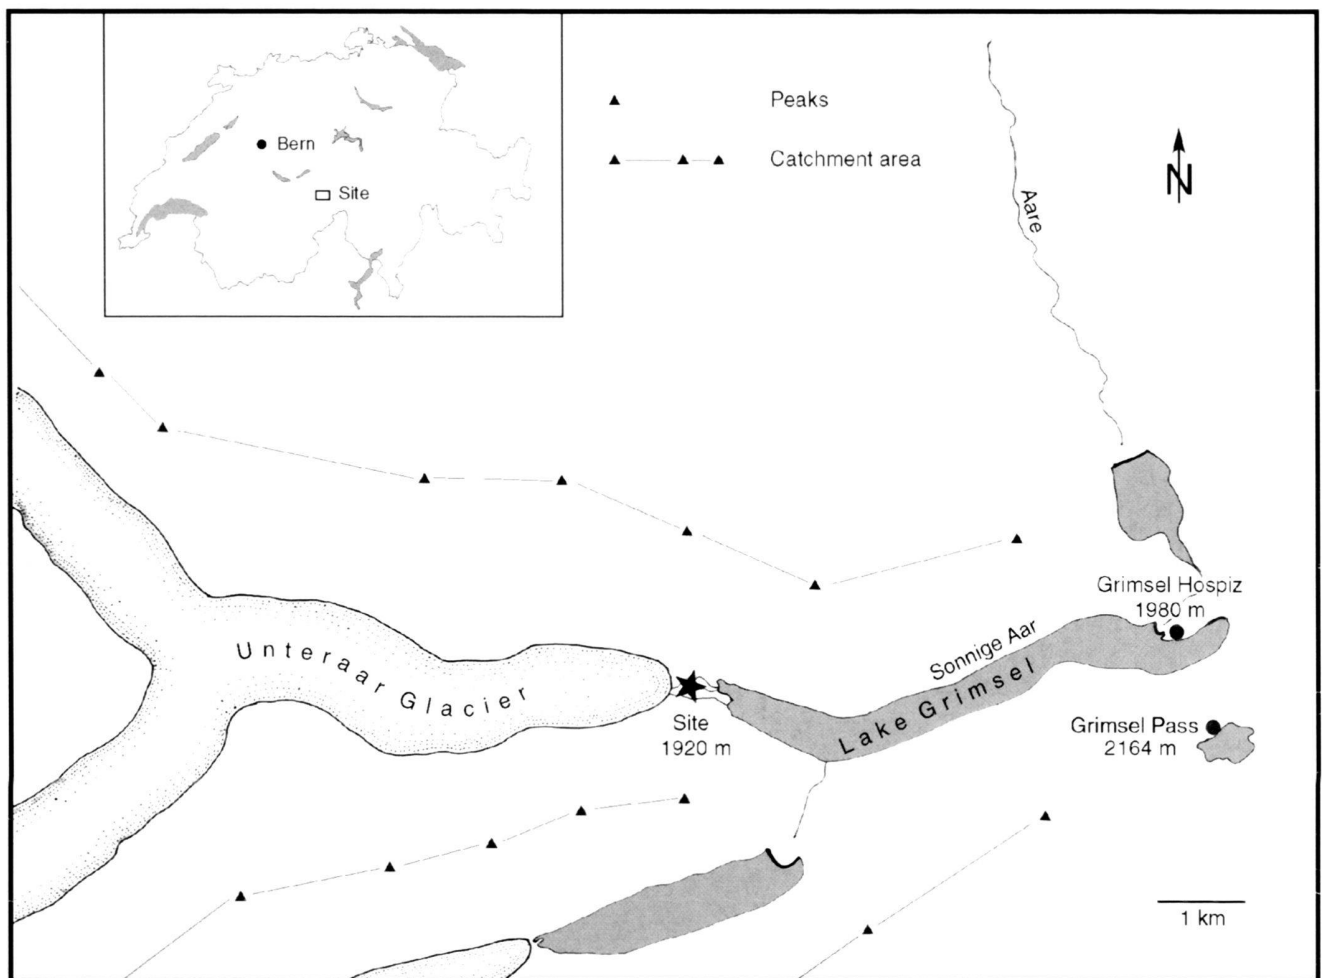 Peaks
Catchment area
N
Bern
Site
Aare
Grimsel Hospiz
1980 m
Sonnige Aar
Unteraar Glacier
Lake Grimsel
Site
1920 m
Grimsel Pass
2164 m
1 km